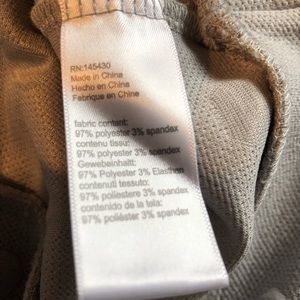 RN:145430
Made in China
Hecho en China
Fabrique en Chine
fabric content:
97% polyester 3% spandex
contenu tissu:
97% polyester 3% spandex
Gewebeinhalt:
97% polyester 3% Elasthan
contenuti tessuto:
97% poliestere 3% spandex
contenido de la tela:
97% poliéster 3% spandex